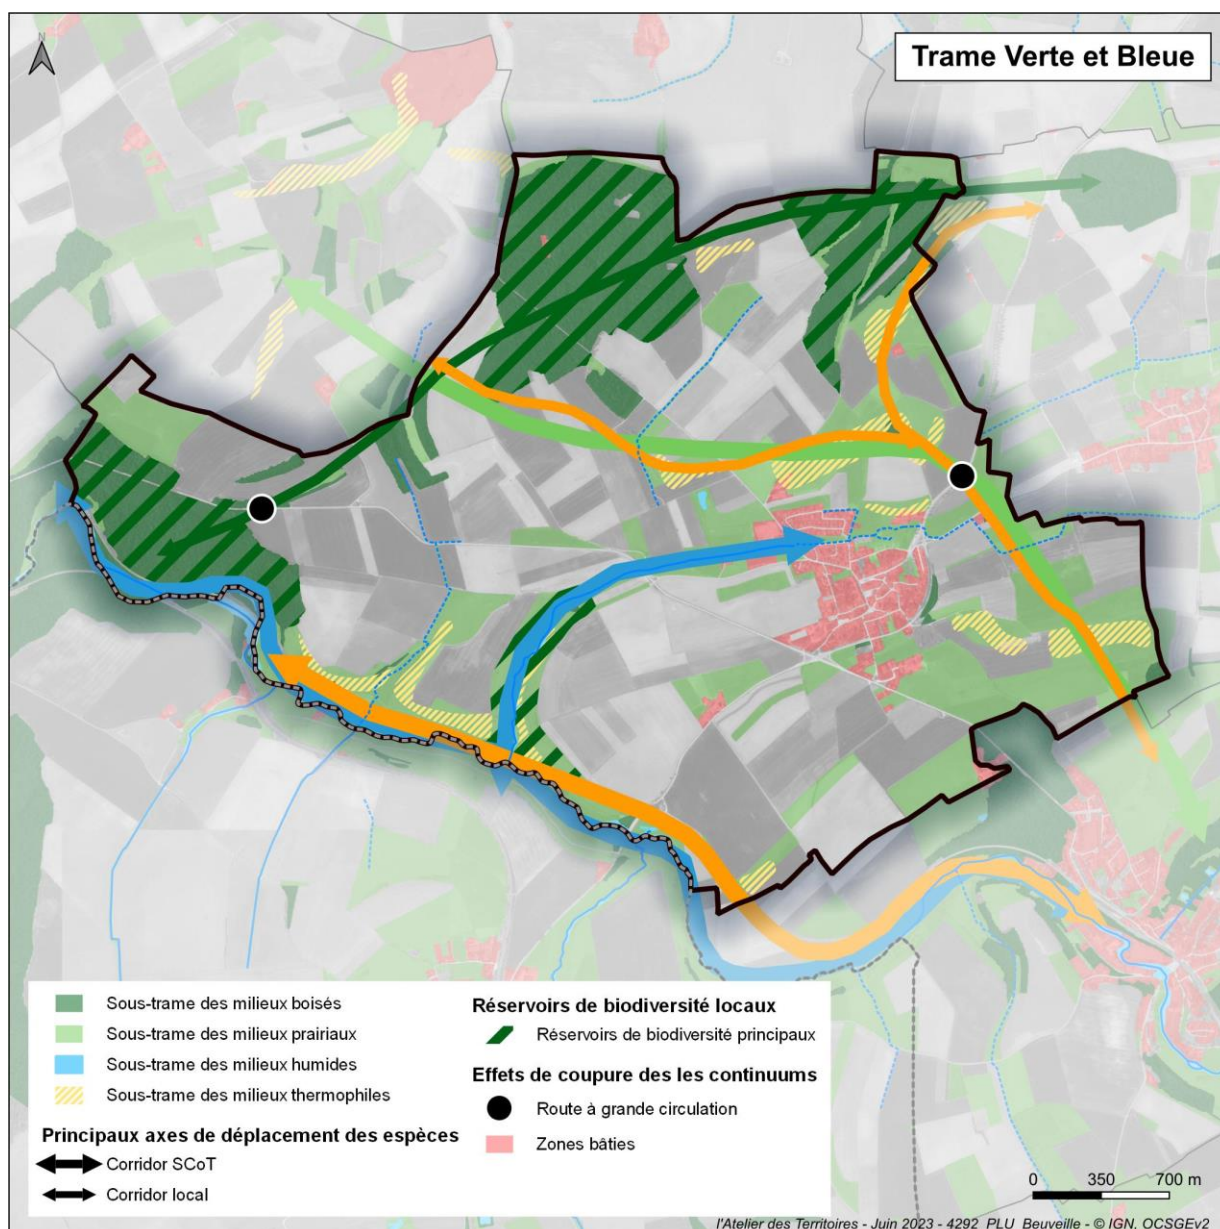 N
Trame Verte et Bleue
Sous-trame des milieux boisés
Sous-trame des milieux prairiaux
Sous-trame des milieux humides
Sous-trame des milieux thermophiles
Principaux axes de déplacement des espèces
Corridor SCoT
Corridor local
Réservoirs de biodiversité locaux
Réservoirs de biodiversité principaux
Effets de coupure des les continuums
Route à grande circulation
Zones bâties
0 350 700 m
l'Atelier des Territoires - Juin 2023 - 4292_PLU_Beuveille - © IGN, OCSGEv2